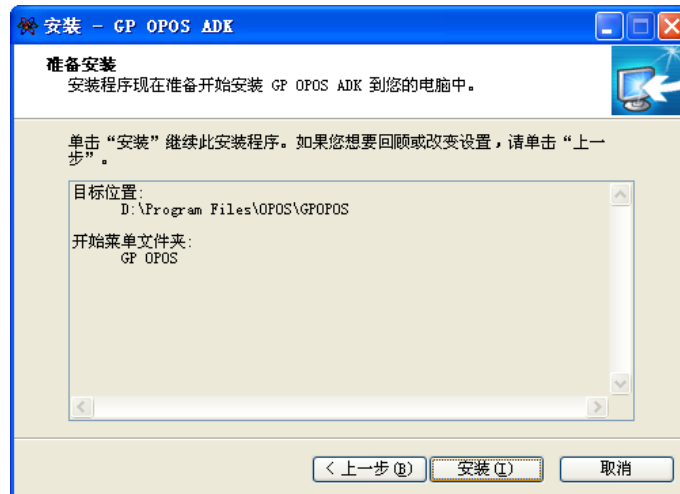 安装 - GP OPOS ADK
准备安装
安装程序现在准备开始安装 GP OPOS ADK 到您的电脑中。
单击“安装”继续此安装程序。如果您想要回顾或改变设置，请单击“上一
步”。
目标位置:
D:\Program Files\OPOS\GPOPOS
开始菜单文件夹:
GP OPOS
< 上一步(B)
安装(I)
取消